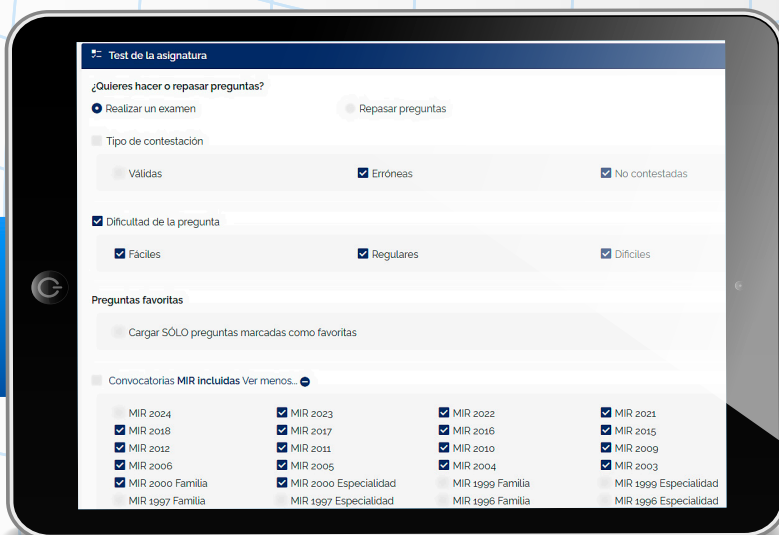 Test de la asignatura
¿Quieres hacer o repasar preguntas?
Realizar un examen Repasar preguntas
Tipo de contestación
Válidas Erróneas No contestadas
Dificultad de la pregunta
Fáciles Regulares Difíciles
Preguntas favoritas
Cargar SÓLO preguntas marcadas como favoritas
Convocatorias MIR incluidas Ver menos...
MIR 2024 MIR 2023 MIR 2022 MIR 2021
MIR 2018 MIR 2017 MIR 2016 MIR 2015
MIR 2012 MIR 2011 MIR 2010 MIR 2009
MIR 2006 MIR 2005 MIR 2004 MIR 2003
MIR 2000 Familia MIR 2000 Especialidad MIR 1999 Familia MIR 1999 Especialidad
MIR 1997 Familia MIR 1997 Especialidad MIR 1996 Familia MIR 1996 Especialidad